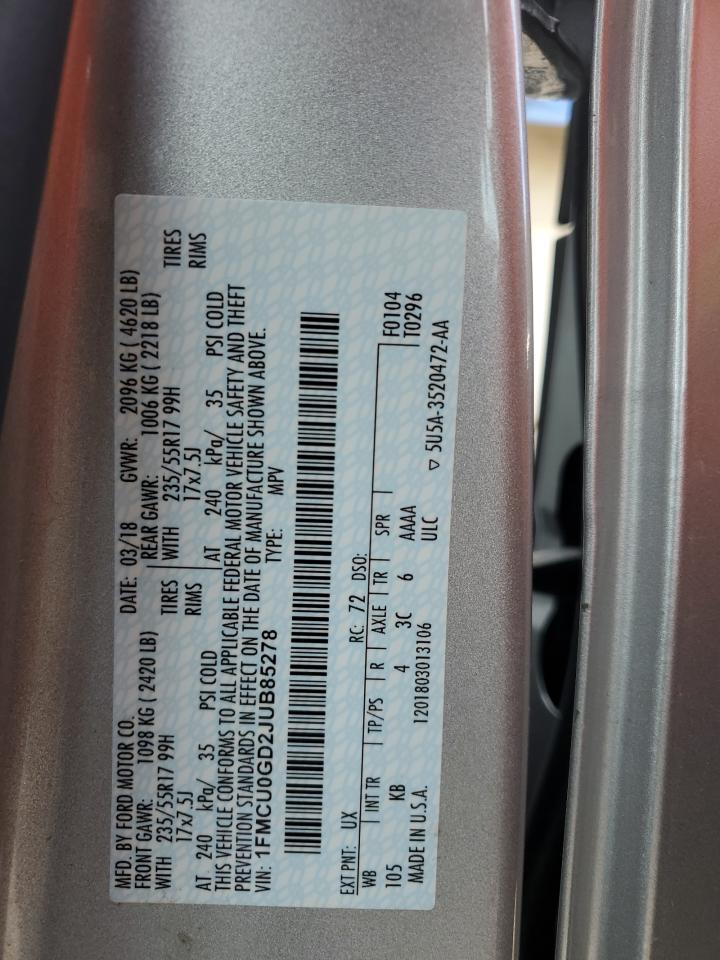 MFD. BY FORD MOTOR CO. DATE: 03/18 GVWR: 2096 KG ( 4620 LB)
FRONT GAWR: 1098 KG ( 2420 LB) REAR GAWR: 1006 KG ( 2218 LB)
WITH 235/55R17 99H TIRES WITH 235/55R17 99H TIRES
17x7.5J RIMS 17x7.5J RIMS
AT 240 kPa/ 35 PSI COLD AT 240 kPa/ 35 PSI COLD
THIS VEHICLE CONFORMS TO ALL APPLICABLE FEDERAL MOTOR VEHICLE SAFETY AND THEFT
PREVENTION STANDARDS IN EFFECT ON THE DATE OF MANUFACTURE SHOWN ABOVE.
VIN: 1FMCU0GD2JUB85278 TYPE: MPV
EXT PNT: UX RC: 72 DSO:
WB INT TR TP/PS R AXLE TR SPR F0104
105 KB 4 3C 6 AAAA T0296
MADE IN U.S.A. 1201803013106 ULC
▽ 5U5A-3520472-AA